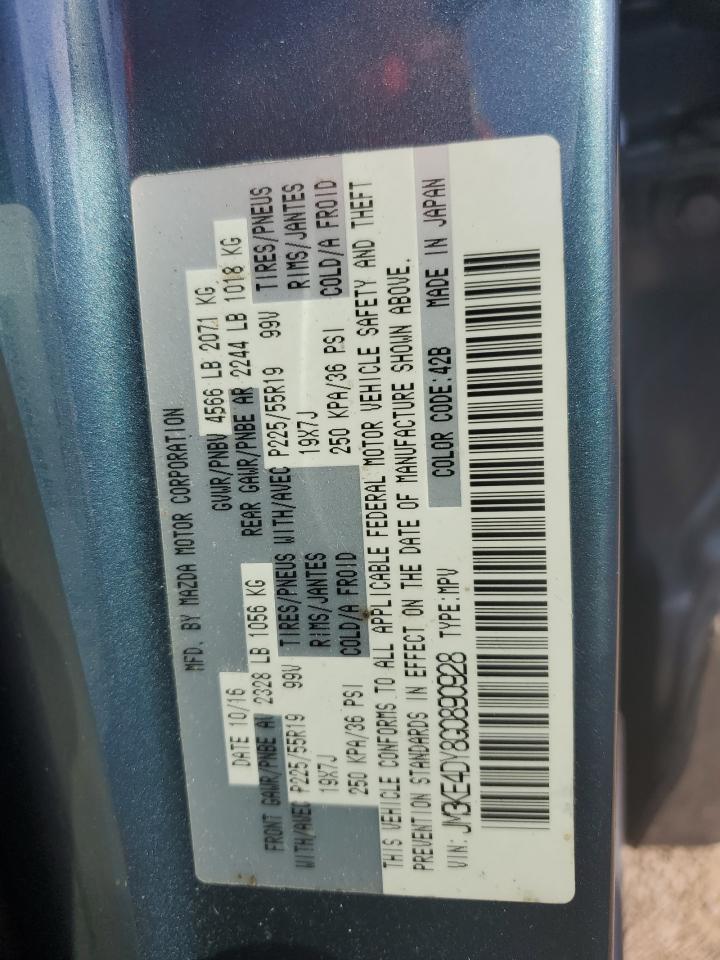 MFD. BY MAZDA MOTOR CORPORATION
DATE 10/16 GVWR/PNBV 4566 LB 2071 KG
FRONT GAWR/PNBE AV 2328 LB 1056 KG REAR GAWR/PNBE AR 2244 LB 1018 KG
WITH/AVEC P225/55R19 99V TIRES/PNEUS WITH/AVEC P225/55R19 99V TIRES/PNEUS
19X7J RIMS/JANTES 19X7J RIMS/JANTES
250 KPA/36 PSI COLD/A FROID 250 KPA/36 PSI COLD/A FROID
THIS VEHICLE CONFORMS TO ALL APPLICABLE FEDERAL MOTOR VEHICLE SAFETY AND THEFT
PREVENTION STANDARDS IN EFFECT ON THE DATE OF MANUFACTURE SHOWN ABOVE.
VIN: JM3KE4DY8G0890928 TYPE:MPV COLOR CODE:42B MADE IN JAPAN